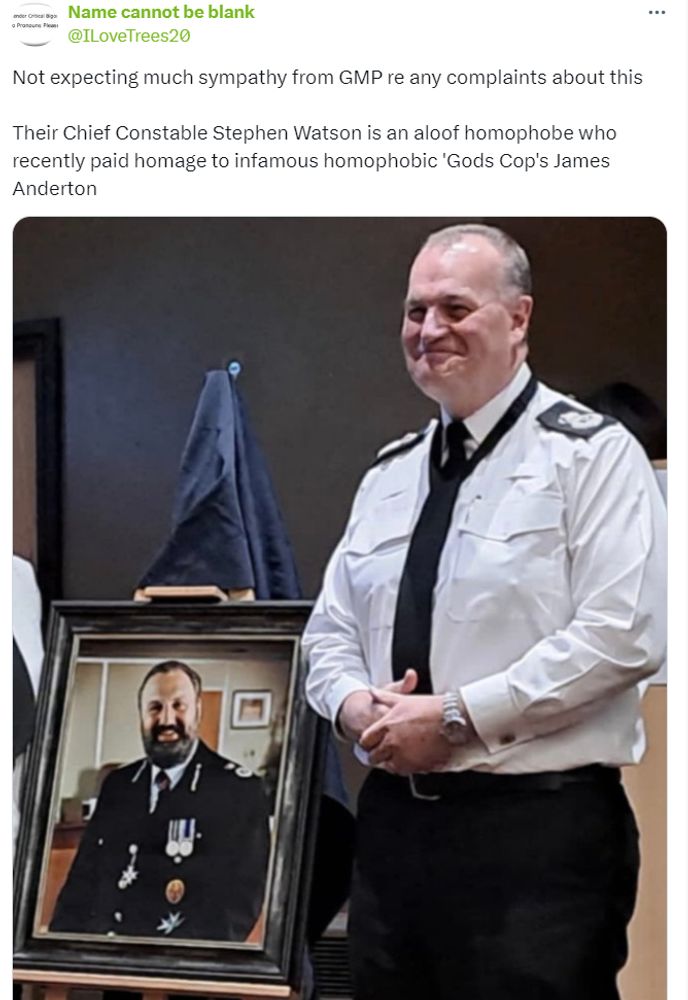 Name cannot be blank
@ILoveTrees20
Not expecting much sympathy from GMP re any complaints about this
Their Chief Constable Stephen Watson is an aloof homophobe who
recently paid homage to infamous homophobic 'Gods Cop's James
Anderton